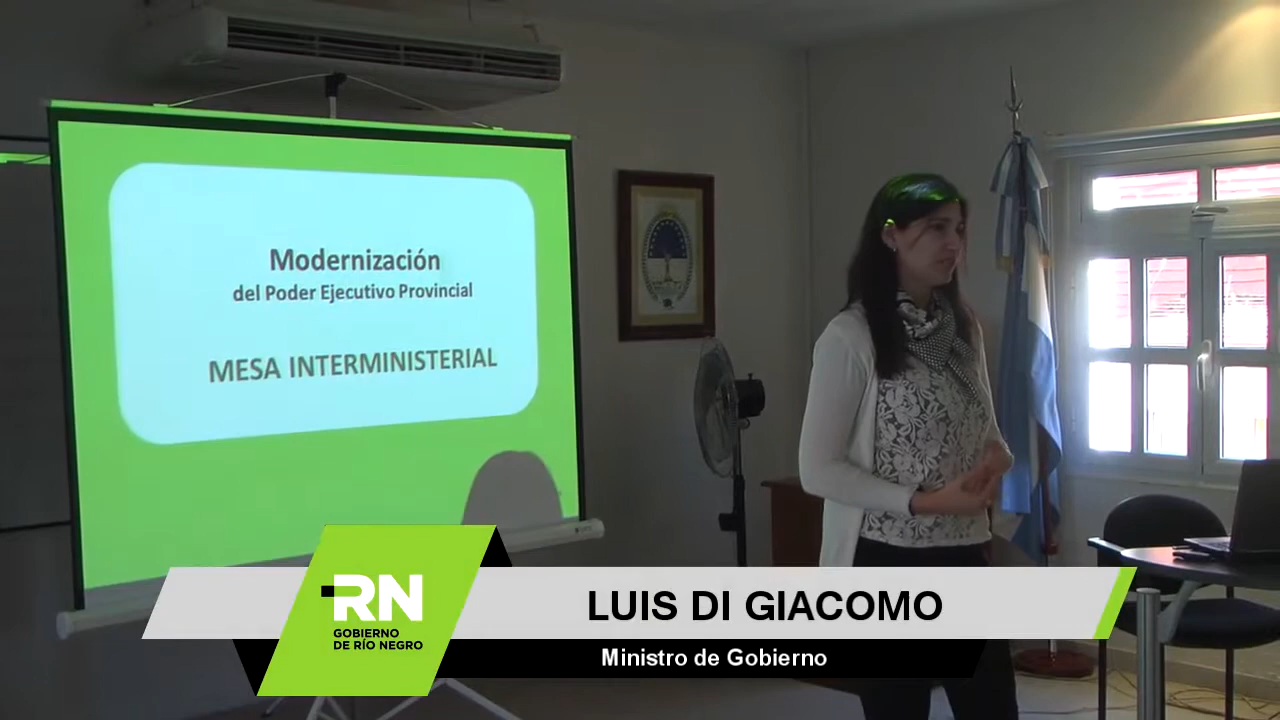 Modernización
del Poder Ejecutivo Provincial
MESA INTERMINISTERIAL
RN
GOBIERNO
DE RÍO NEGRO
LUIS DI GIACOMO
Ministro de Gobierno